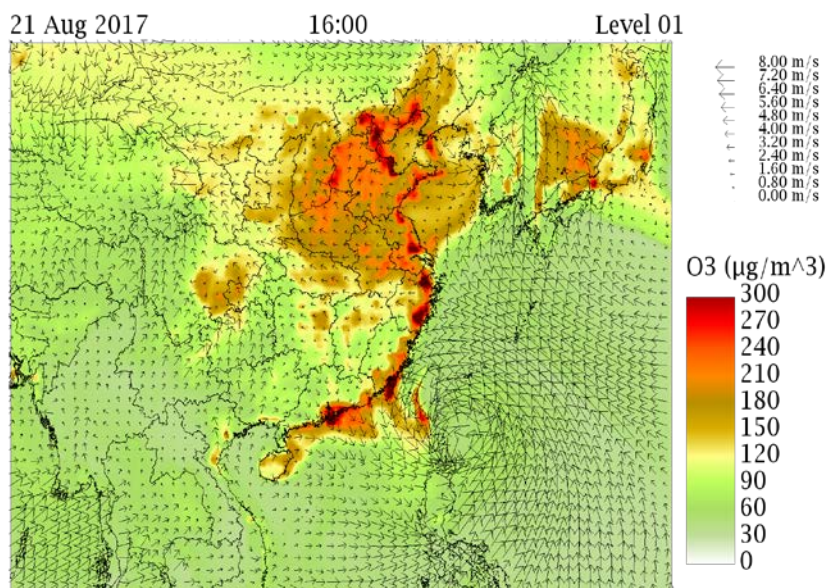 21 Aug 2017 16:00 Level 01
8.00 m/s
7.20 m/s
6.40 m/s
5.60 m/s
4.80 m/s
4.00 m/s
3.20 m/s
2.40 m/s
1.60 m/s
0.80 m/s
0.00 m/s
O3 (μg/m^3)
300
270
240
210
180
150
120
90
60
30
0